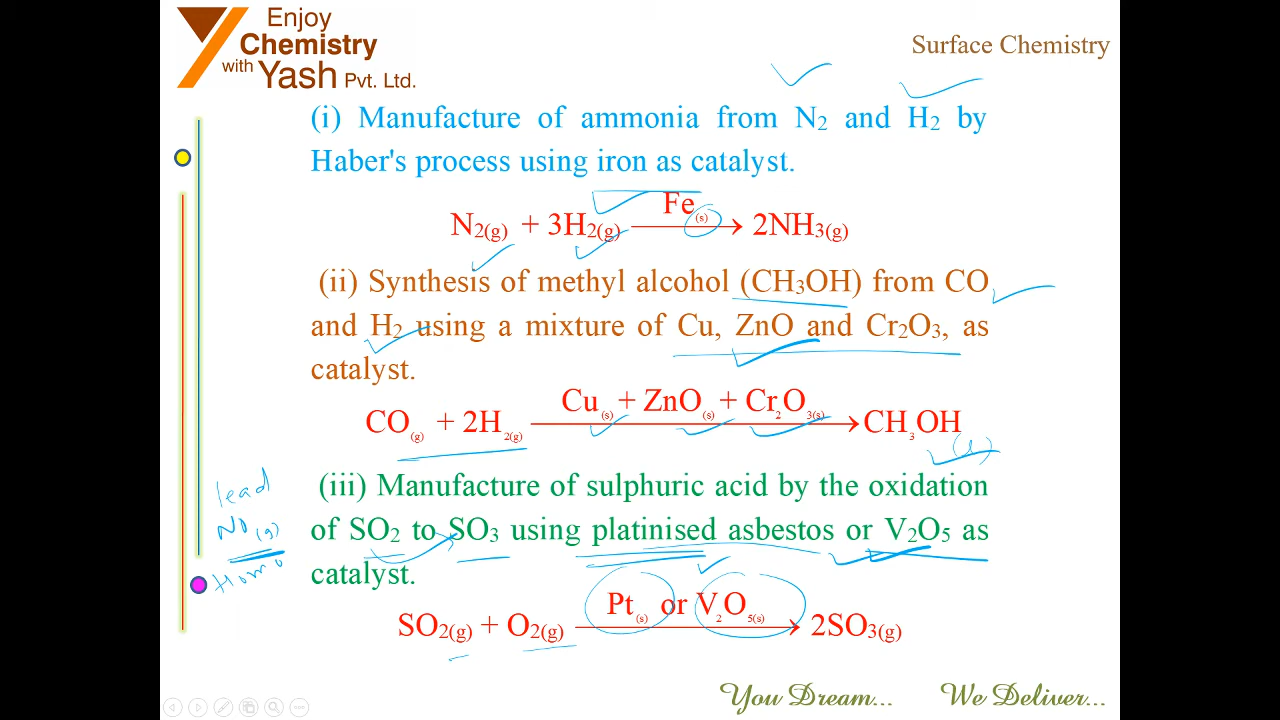 Enjoy
Chemistry
with Yash Pvt. Ltd.
Surface Chemistry
(i) Manufacture of ammonia from N₂ and H₂ by
Haber's process using iron as catalyst.
Fe(s)
N₂(g) + 3H₂(g) ⟶ 2NH₃(g)
(ii) Synthesis of methyl alcohol (CH₃OH) from CO
and H₂ using a mixture of Cu, ZnO and Cr₂O₃, as
catalyst.
Cu(s) + ZnO(s) + Cr₂O₃(s)
CO(g) + 2H₂(g) ⟶ CH₃OH
(l)
lead
NO(g)
Homo
(iii) Manufacture of sulphuric acid by the oxidation
of SO₂ to SO₃ using platinised asbestos or V₂O₅ as
catalyst.
Pt(s) or V₂O₅(s)
SO₂(g) + O₂(g) ⟶ 2SO₃(g)
You Dream... We Deliver...